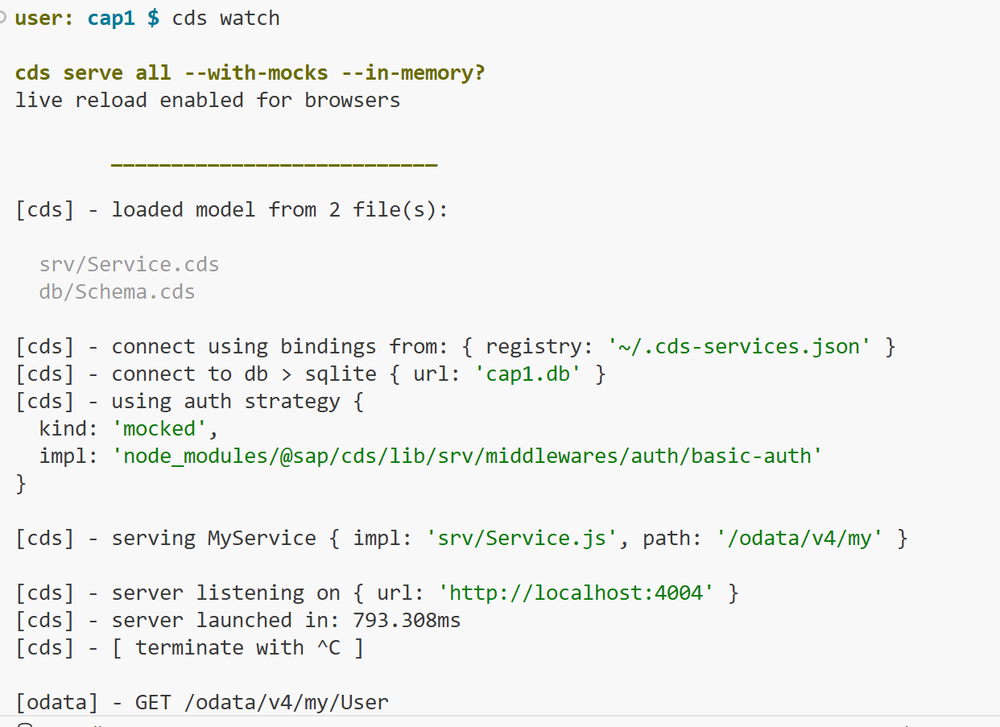 user: cap1 $ cds watch
cds serve all --with-mocks --in-memory?
live reload enabled for browsers
___________________________
[cds] - loaded model from 2 file(s):
srv/Service.cds
db/Schema.cds
[cds] - connect using bindings from: { registry: '~/.cds-services.json' }
[cds] - connect to db > sqlite { url: 'cap1.db' }
[cds] - using auth strategy {
kind: 'mocked',
impl: 'node_modules/@sap/cds/lib/srv/middlewares/auth/basic-auth'
}
[cds] - serving MyService { impl: 'srv/Service.js', path: '/odata/v4/my' }
[cds] - server listening on { url: 'http://localhost:4004' }
[cds] - server launched in: 793.308ms
[cds] - [ terminate with ^C ]
[odata] - GET /odata/v4/my/User